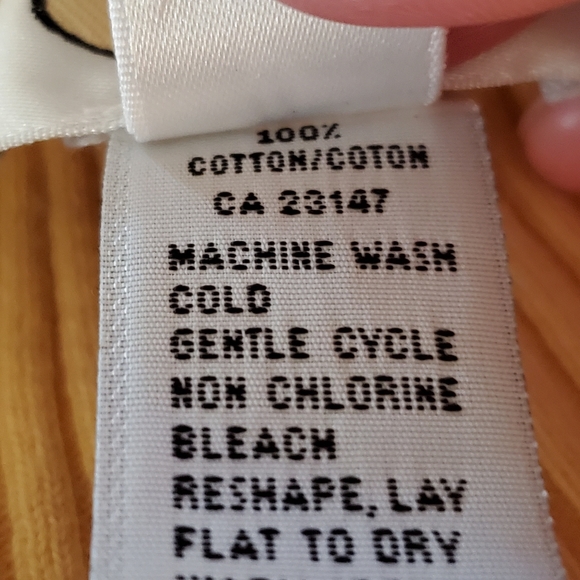 100%
COTTON/COTON
CA 23147
MACHINE WASH
COLD
GENTLE CYCLE
NON CHLORINE
BLEACH
RESHAPE, LAY
FLAT TO DRY